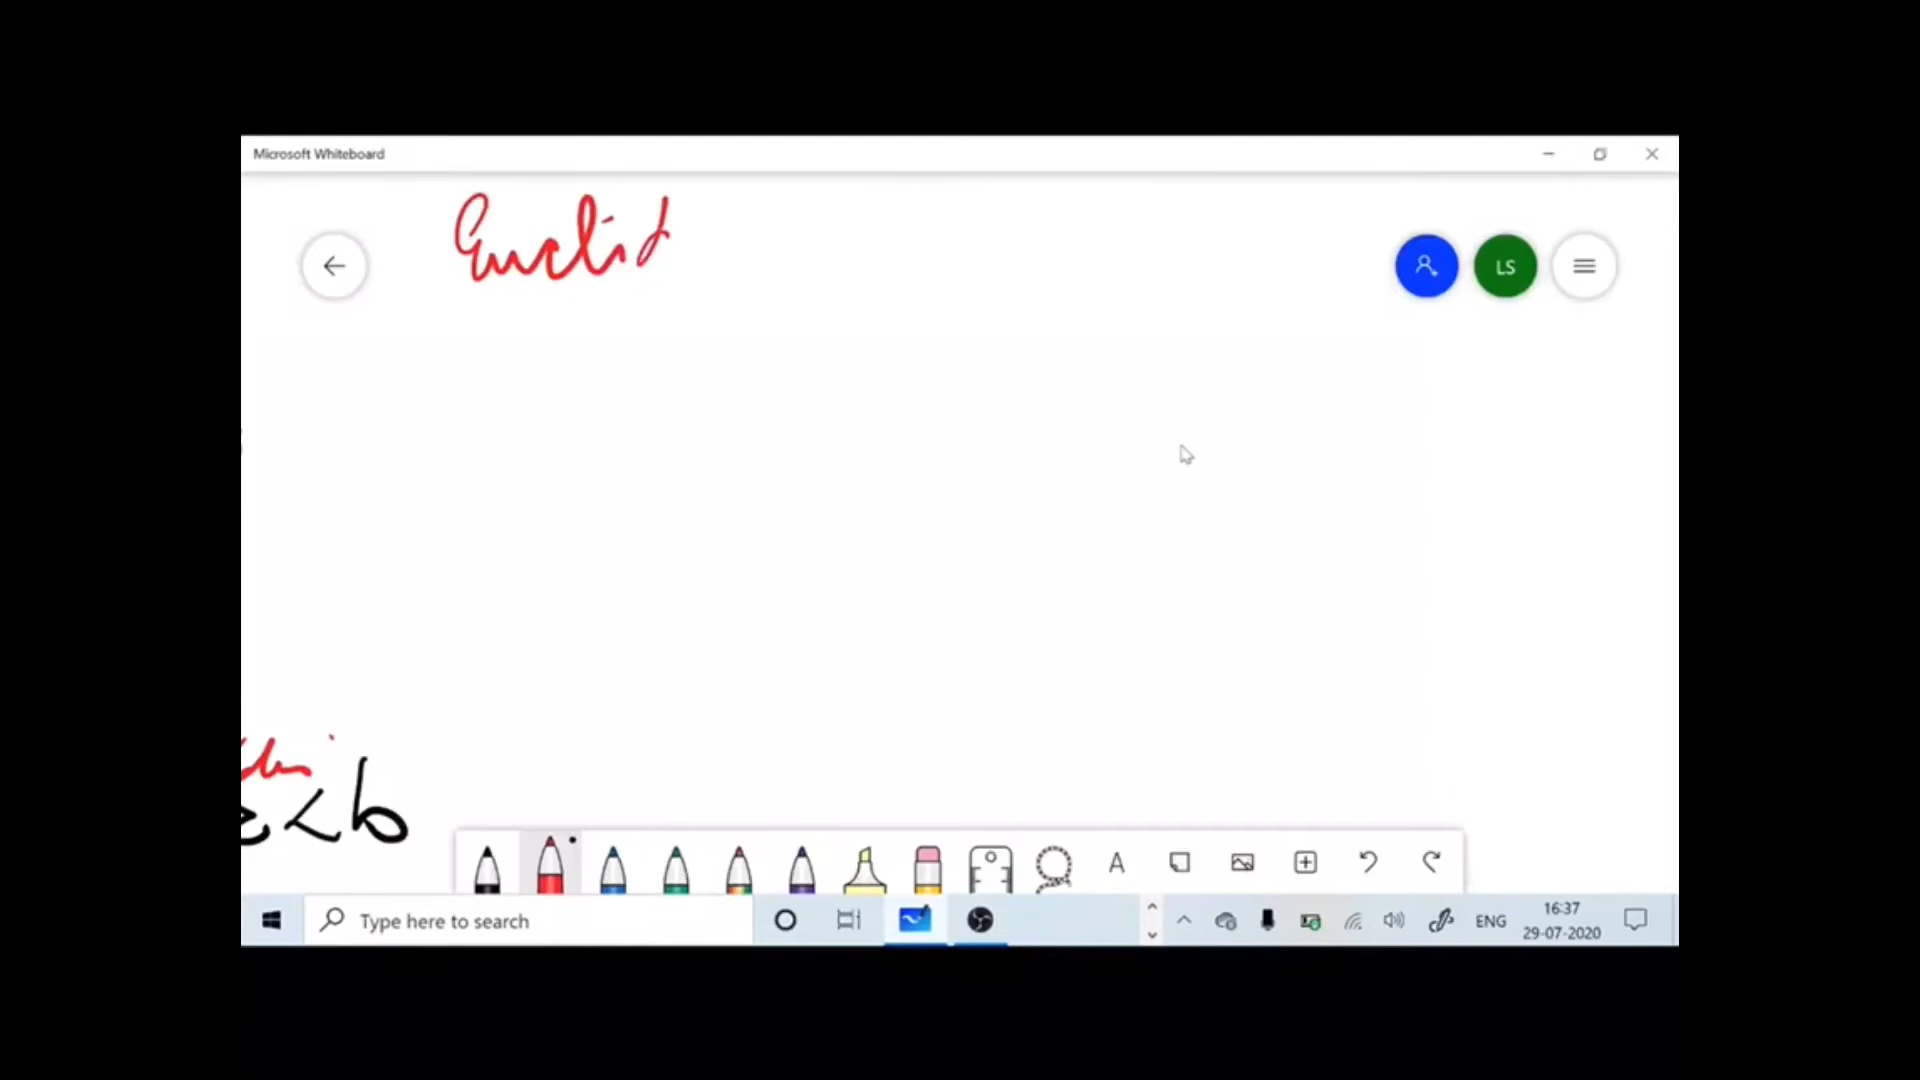 Microsoft Whiteboard
Euclid
LS
<b
A
Type here to search
ENG
16:37
29-07-2020